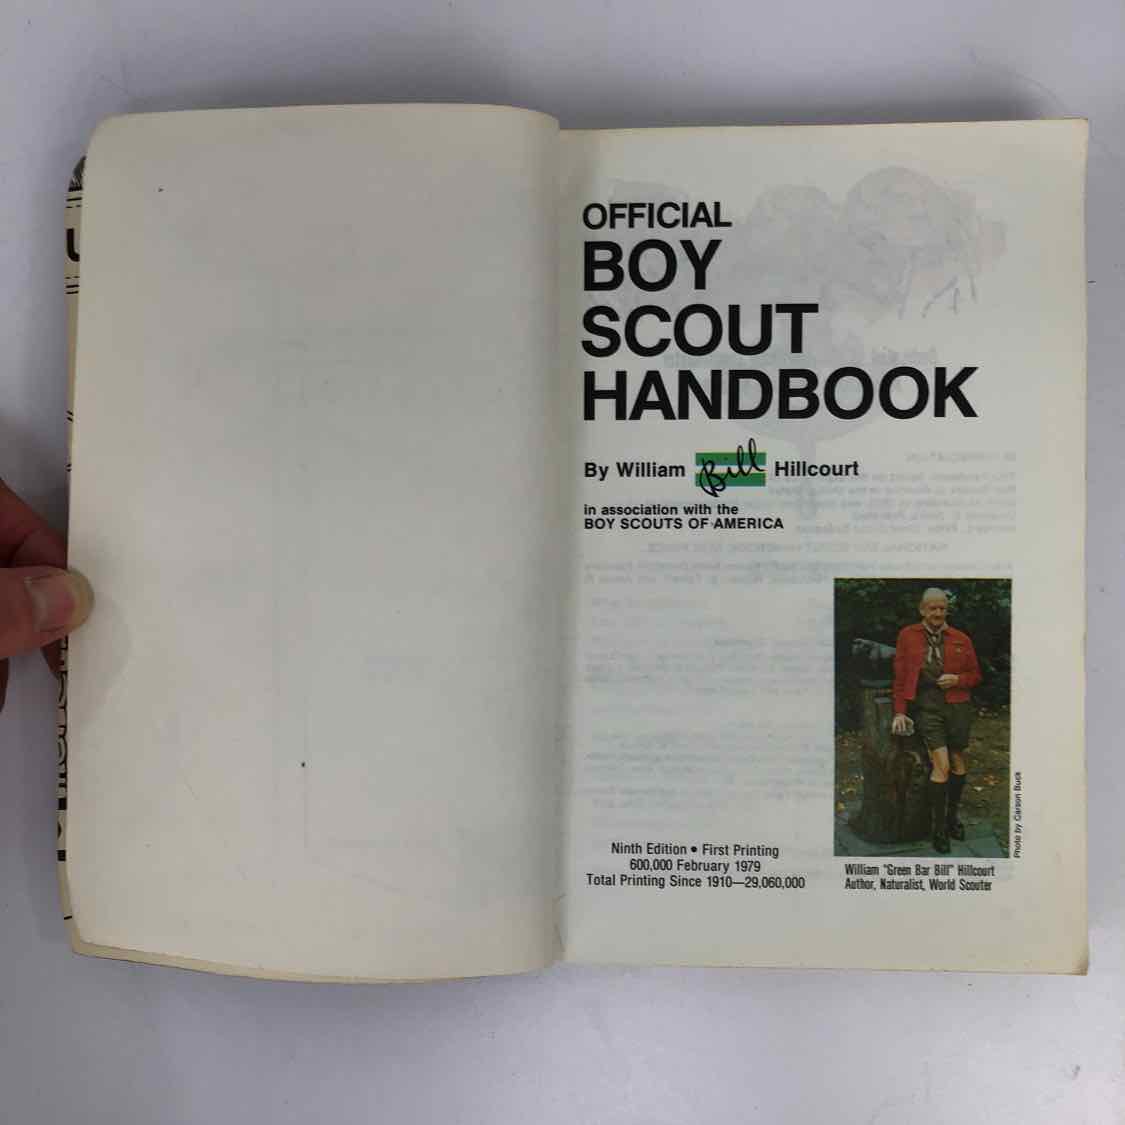 OFFICIAL
BOY
SCOUT
HANDBOOK
By William Bill Hillcourt
in association with the
BOY SCOUTS OF AMERICA
Photo by Carson Buck
Ninth Edition • First Printing
600,000 February 1979
Total Printing Since 1910—29,060,000
William "Green Bar Bill" Hillcourt
Author, Naturalist, World Scouter